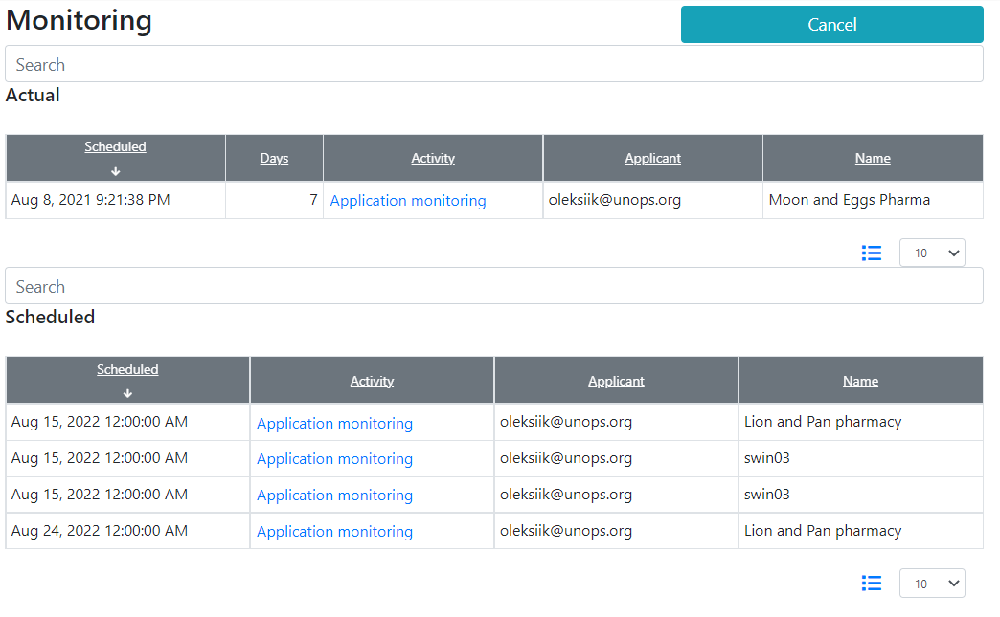 Monitoring
Cancel
Search
Actual
Scheduled Days Activity Applicant Name
Aug 8, 2021 9:21:38 PM 7 Application monitoring oleksiik@unops.org Moon and Eggs Pharma
10
Search
Scheduled
Scheduled Activity Applicant Name
Aug 15, 2022 12:00:00 AM Application monitoring oleksiik@unops.org Lion and Pan pharmacy
Aug 15, 2022 12:00:00 AM Application monitoring oleksiik@unops.org swin03
Aug 15, 2022 12:00:00 AM Application monitoring oleksiik@unops.org swin03
Aug 24, 2022 12:00:00 AM Application monitoring oleksiik@unops.org Lion and Pan pharmacy
10